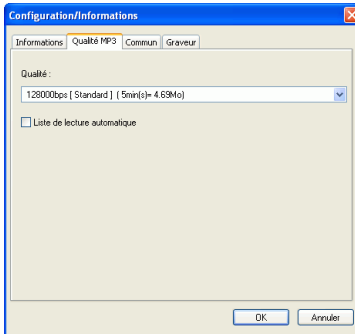 Configuration/Informations
Informations Qualité MP3 Commun Graveur
Qualité :
128000bps [ Standard ] ( 5min(s)= 4.69Mo)
Liste de lecture automatique
OK Annuler